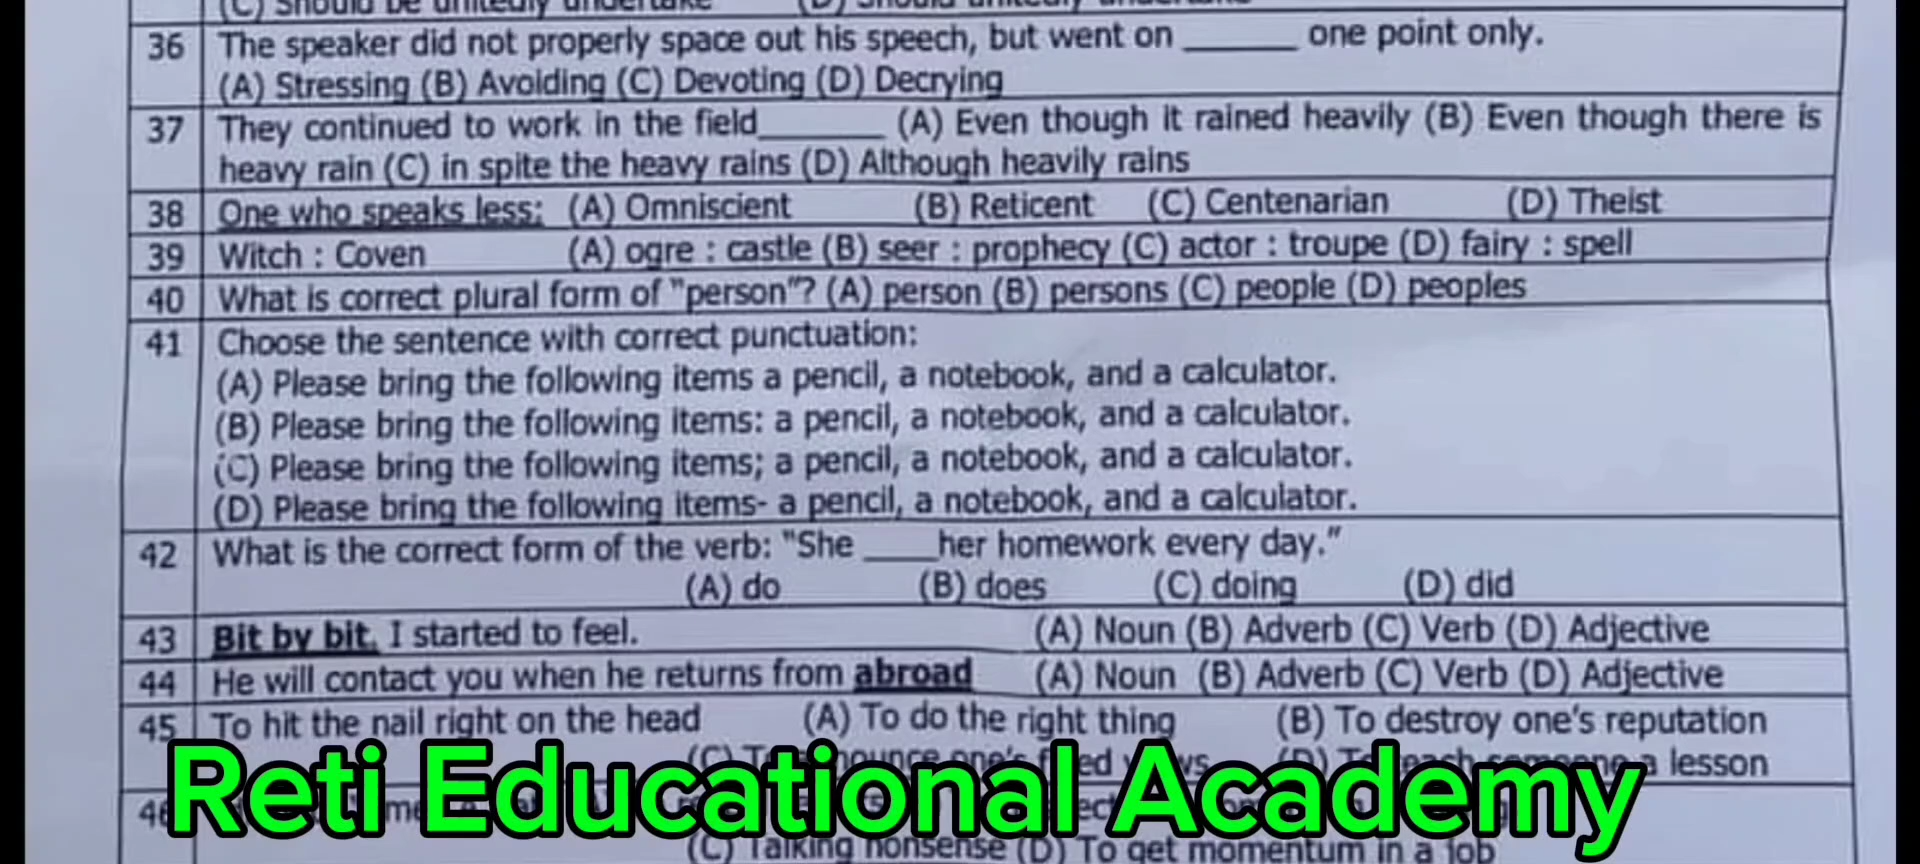 (C) Should be unitedly undertake (D) Should unitedly undertake
36 The speaker did not properly space out his speech, but went on ______ one point only.
(A) Stressing (B) Avoiding (C) Devoting (D) Decrying
37 They continued to work in the field_______ (A) Even though it rained heavily (B) Even though there is
heavy rain (C) in spite the heavy rains (D) Although heavily rains
38 One who speaks less: (A) Omniscient (B) Reticent (C) Centenarian (D) Theist
39 Witch : Coven (A) ogre : castle (B) seer : prophecy (C) actor : troupe (D) fairy : spell
40 What is correct plural form of "person"? (A) person (B) persons (C) people (D) peoples
41 Choose the sentence with correct punctuation:
(A) Please bring the following items a pencil, a notebook, and a calculator.
(B) Please bring the following items: a pencil, a notebook, and a calculator.
(C) Please bring the following items; a pencil, a notebook, and a calculator.
(D) Please bring the following items- a pencil, a notebook, and a calculator.
42 What is the correct form of the verb: "She ____her homework every day."
(A) do (B) does (C) doing (D) did
43 Bit by bit, I started to feel. (A) Noun (B) Adverb (C) Verb (D) Adjective
44 He will contact you when he returns from abroad (A) Noun (B) Adverb (C) Verb (D) Adjective
45 To hit the nail right on the head (A) To do the right thing (B) To destroy one's reputation
(C) one's (D) a lesson
Reti Educational Academy
(C) Talking nonsense (D) To get momentum in a job